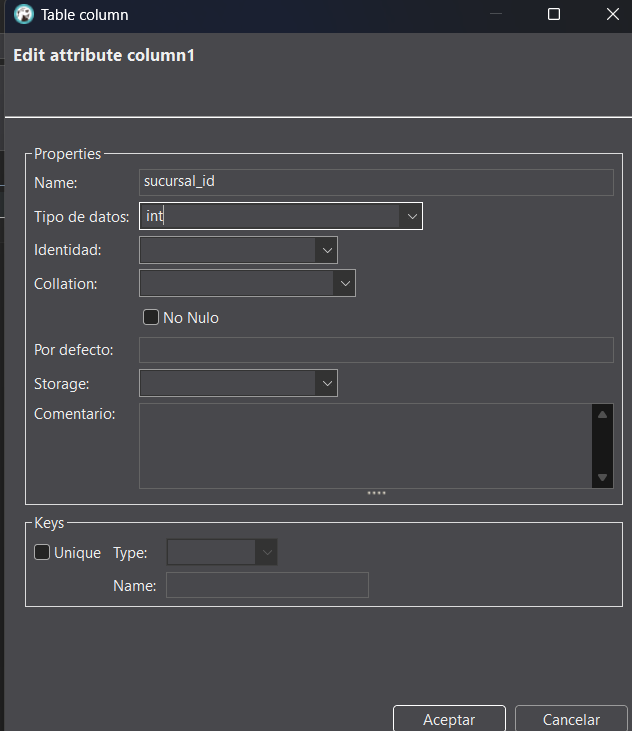 Table column
Edit attribute column1
Properties
Name: sucursal_id
Tipo de datos: int
Identidad:
Collation:
No Nulo
Por defecto:
Storage:
Comentario:
Keys
Unique Type:
Name:
Aceptar Cancelar